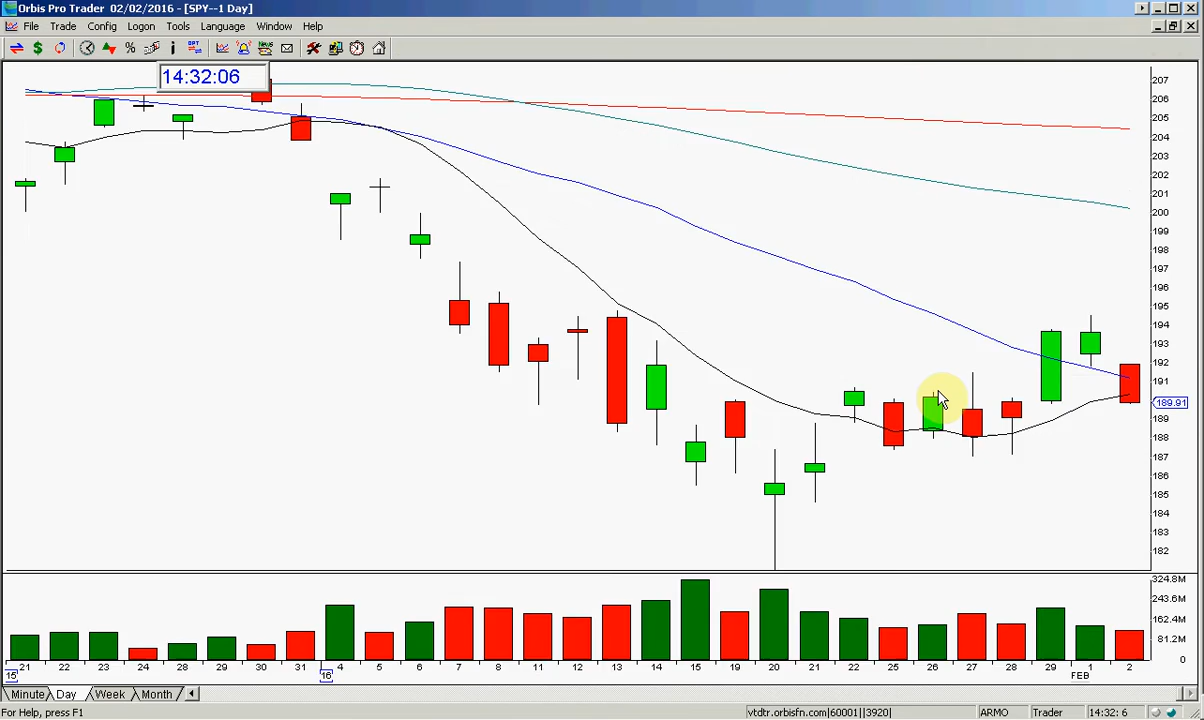 Orbis Pro Trader 02/02/2016 - [SPY--1 Day]
File Trade Config Logon Tools Language Window Help
14:32:06
207
206
205
204
203
202
201
200
199
198
197
196
195
194
193
192
191
189.91
189
188
187
186
185
184
183
182
324.8M
243.6M
162.4M
81.2M
0
21 22 23 24 28 29 30 31 4 5 6 7 8 11 12 13 14 15 19 20 21 22 25 26 27 28 29 1 2
15 16 FEB
Minute Day Week Month
For Help, press F1 vtdtr.orbisfn.com|60001||3920| ARMO Trader 14:32: 6